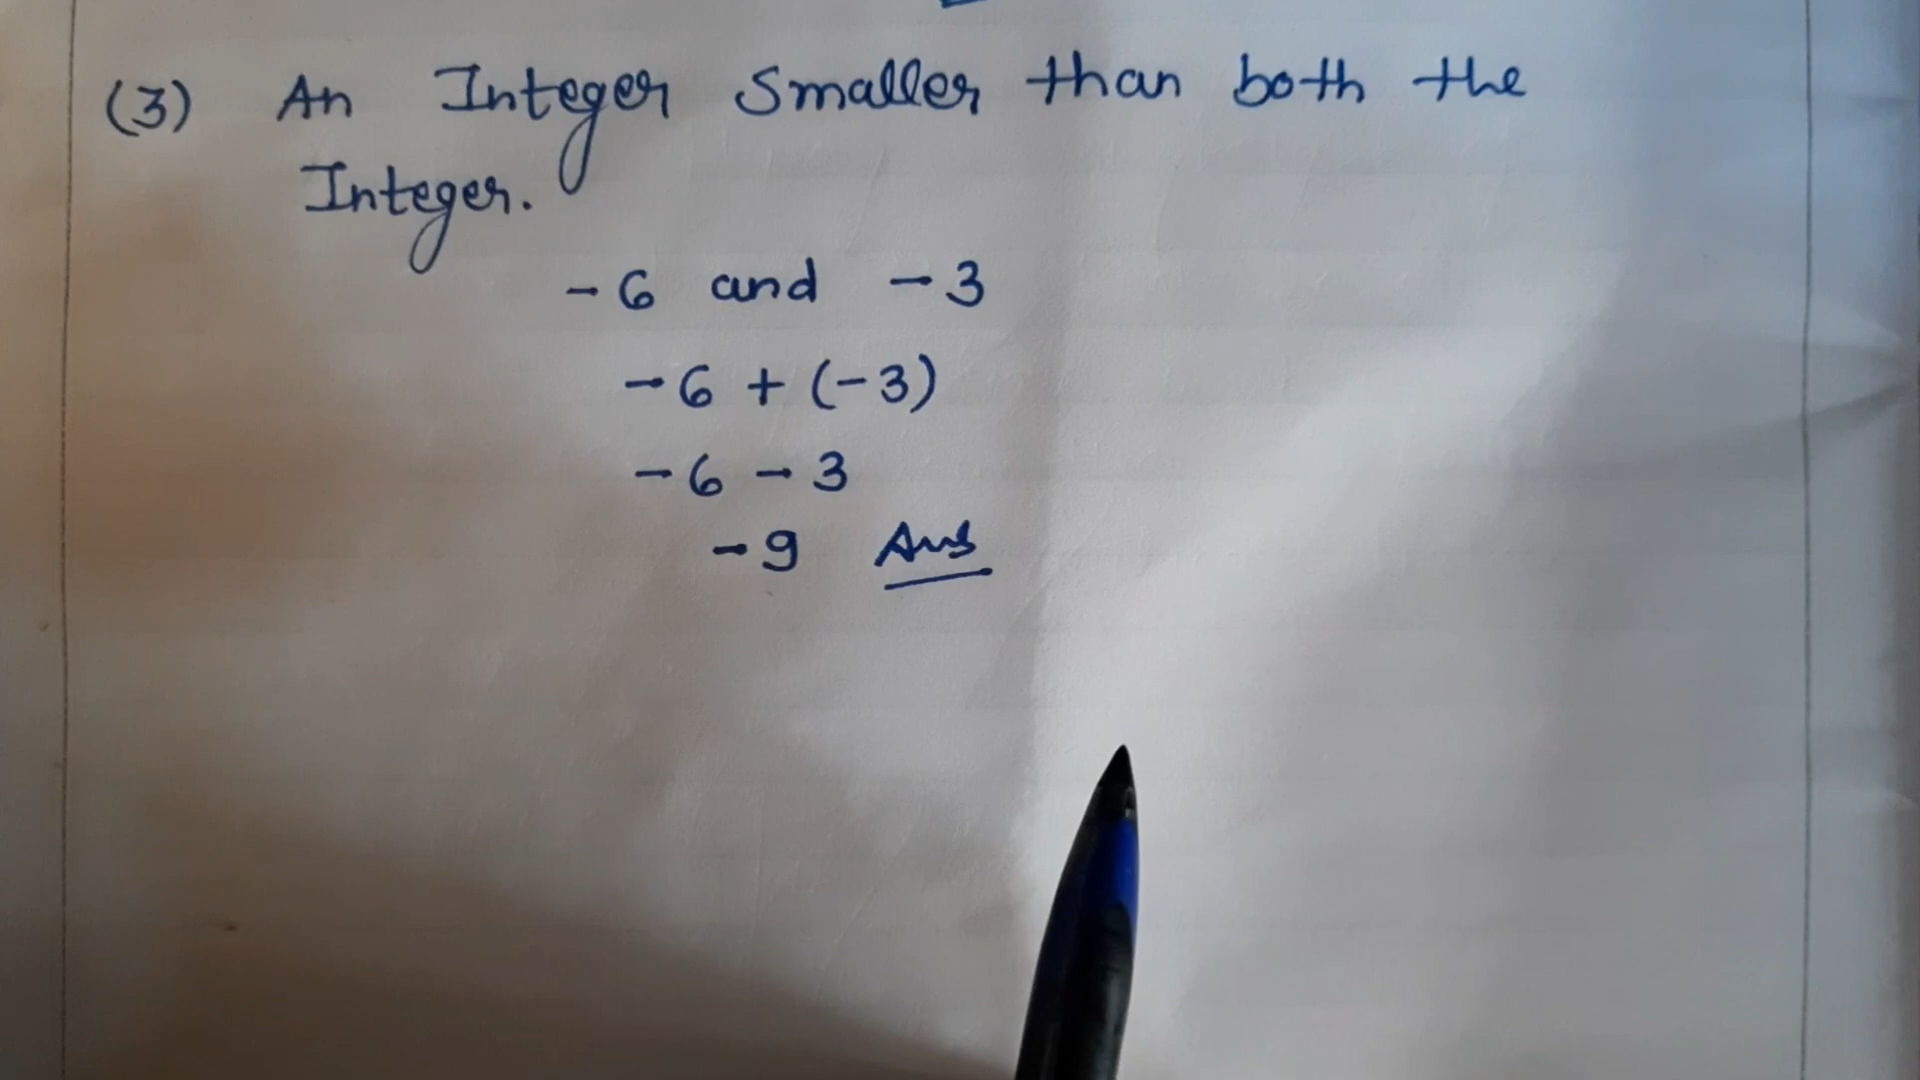 (3) An Integer Smaller than both the
Integer.
-6 and -3
-6 + (-3)
-6 - 3
-9 Ans